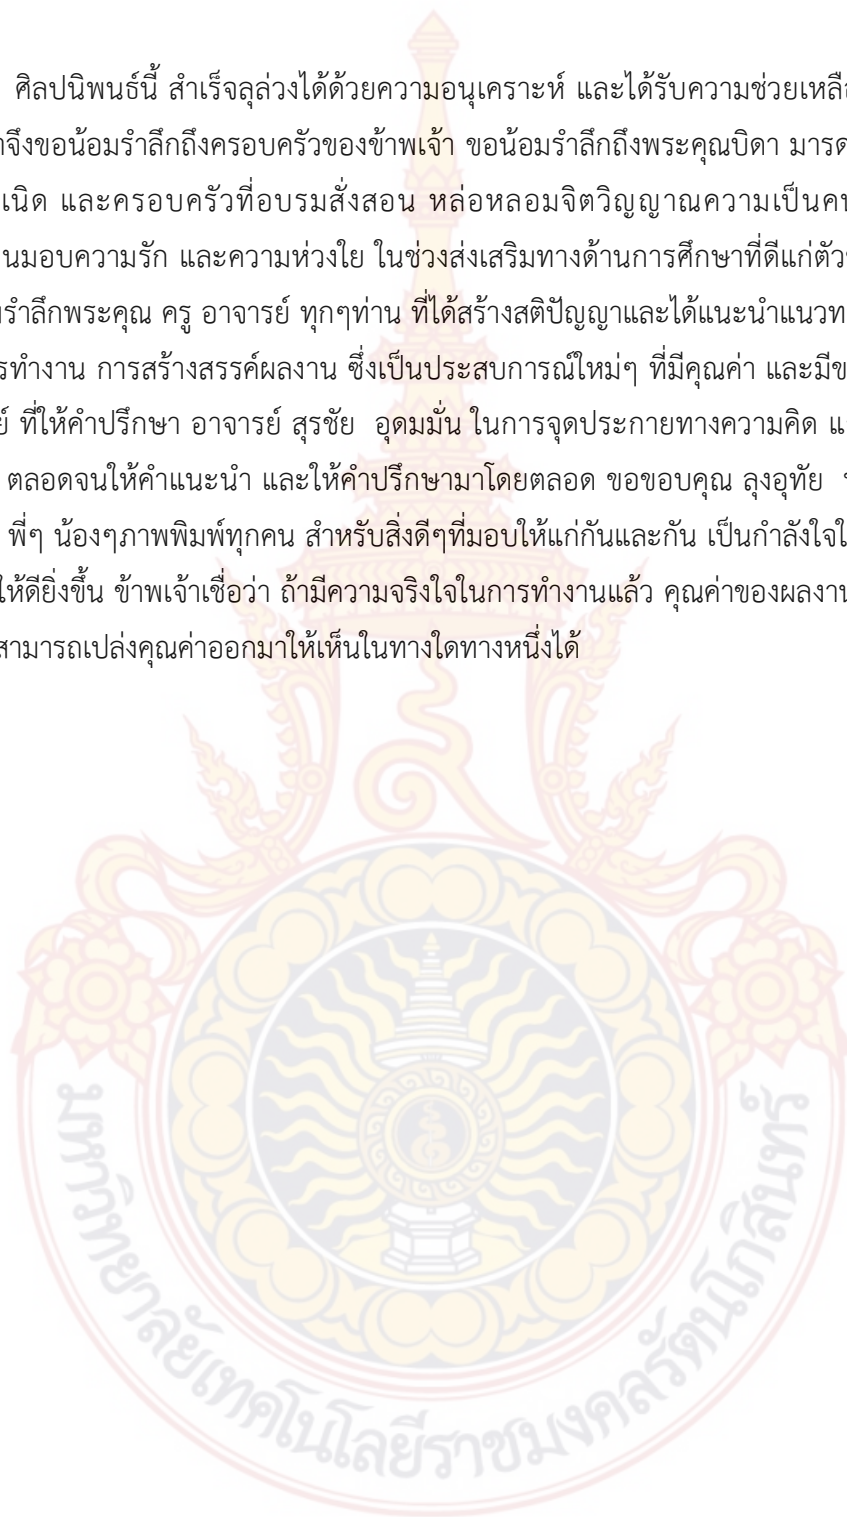 ศิลปนิพนธ์นี้ สำเร็จลุล่วงได้ด้วยความอนุเคราะห์ และได้รับความช่วยเหลือ
จึงขอน้อมรำลึกถึงครอบครัวของข้าพเจ้า ขอน้อมรำลึกถึงพระคุณบิดา มารด
เนิด และครอบครัวที่อบรมสั่งสอน หล่อหลอมจิตวิญญาณความเป็นคน
นมอบความรัก และความห่วงใย ในช่วงส่งเสริมทางด้านการศึกษาที่ดีแก่ตัว
รำลึกพระคุณ ครู อาจารย์ ทุกๆท่าน ที่ได้สร้างสติปัญญาและได้แนะนำแนวท
รทำงาน การสร้างสรรค์ผลงาน ซึ่งเป็นประสบการณ์ใหม่ๆ ที่มีคุณค่า และมีข
ย์ ที่ให้คำปรึกษา อาจารย์ สุรชัย อุดมมั่น ในการจุดประกายทางความคิด แ
ตลอดจนให้คำแนะนำ และให้คำปรึกษามาโดยตลอด ขอขอบคุณ ลุงอุทัย
พี่ๆ น้องๆภาพพิมพ์ทุกคน สำหรับสิ่งดีๆที่มอบให้แก่กันและกัน เป็นกำลังใจใ
ให้ดียิ่งขึ้น ข้าพเจ้าเชื่อว่า ถ้ามีความจริงใจในการทำงานแล้ว คุณค่าของผลงาน
สามารถเปล่งคุณค่าออกมาให้เห็นในทางใดทางหนึ่งได้
มหาวิทยาลัยเทคโนโลยีราชมงคลรัตนโกสินทร์